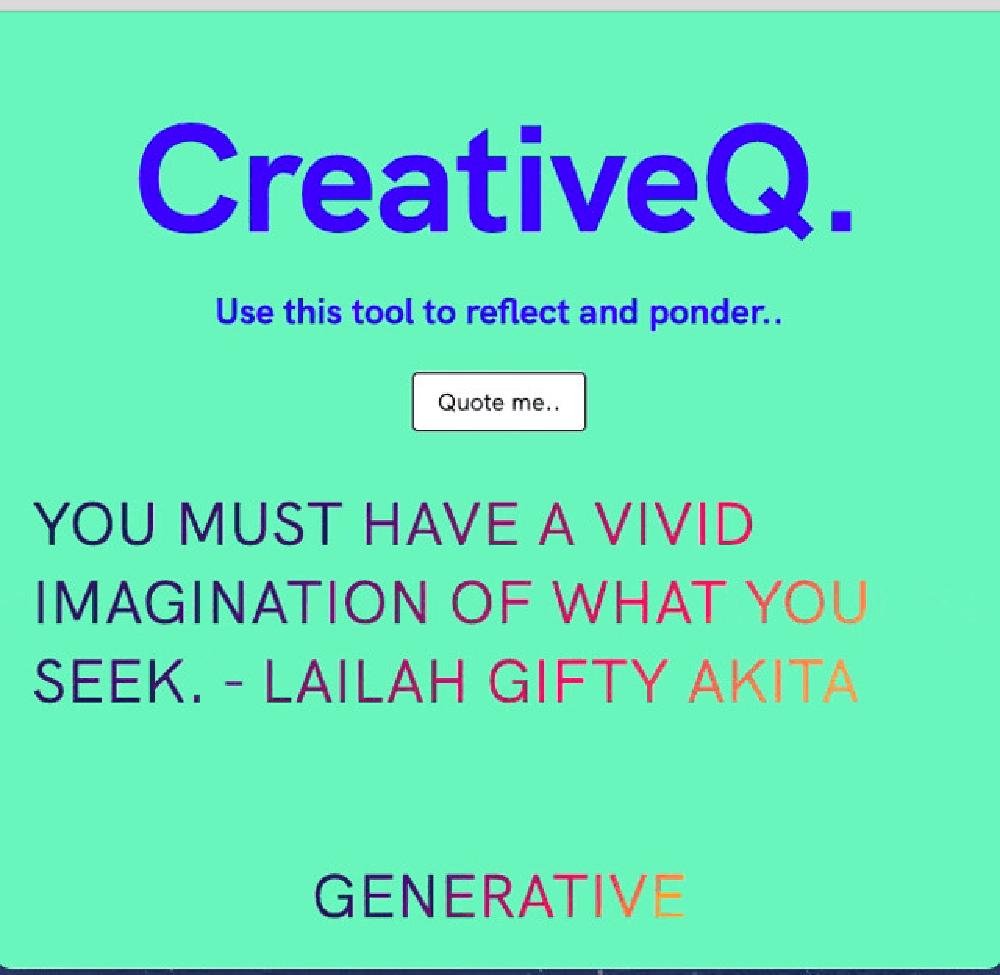 CreativeQ.
Use this tool to reflect and ponder..
Quote me..
YOU MUST HAVE A VIVID
IMAGINATION OF WHAT YOU
SEEK. - LAILAH GIFTY AKITA
GENERATIVE